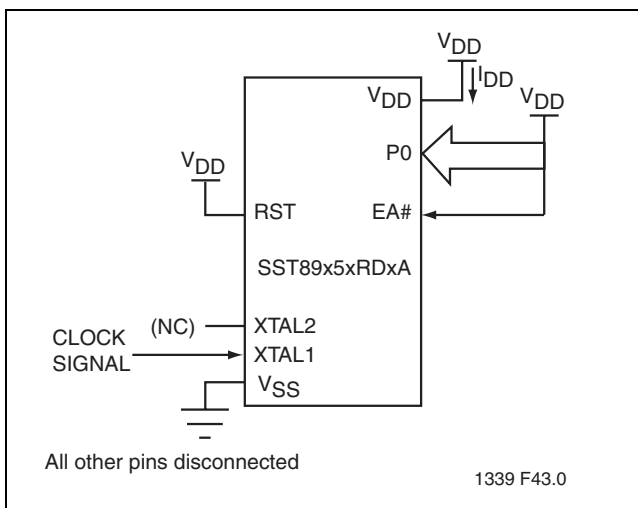 VDD
IDD
VDD
VDD
VDD
P0
RST
EA#
SST89x5xRDxA
(NC)
XTAL2
CLOCK
SIGNAL
XTAL1
VSS
All other pins disconnected
1339 F43.0